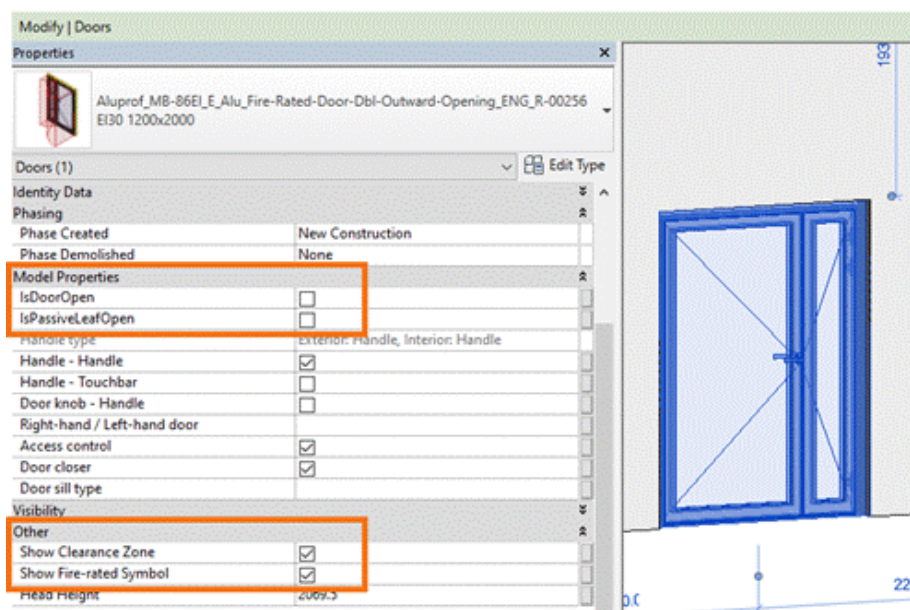 Modify | Doors
Properties
Aluprof_MB-86EI_E_Alu_Fire-Rated-Door-Dbl-Outward-Opening_ENG_R-00256
EI30 1200x2000
Doors (1)
Edit Type
Identity Data
Phasing
Phase Created New Construction
Phase Demolished None
Model Properties
IsDoorOpen
IsPassiveLeafOpen
Handle type Exterior: Handle, Interior: Handle
Handle - Handle
Handle - Touchbar
Door knob - Handle
Right-hand / Left-hand door
Access control
Door closer
Door sill type
Visibility
Other
Show Clearance Zone
Show Fire-rated Symbol
Head Height 2069.5
193
22